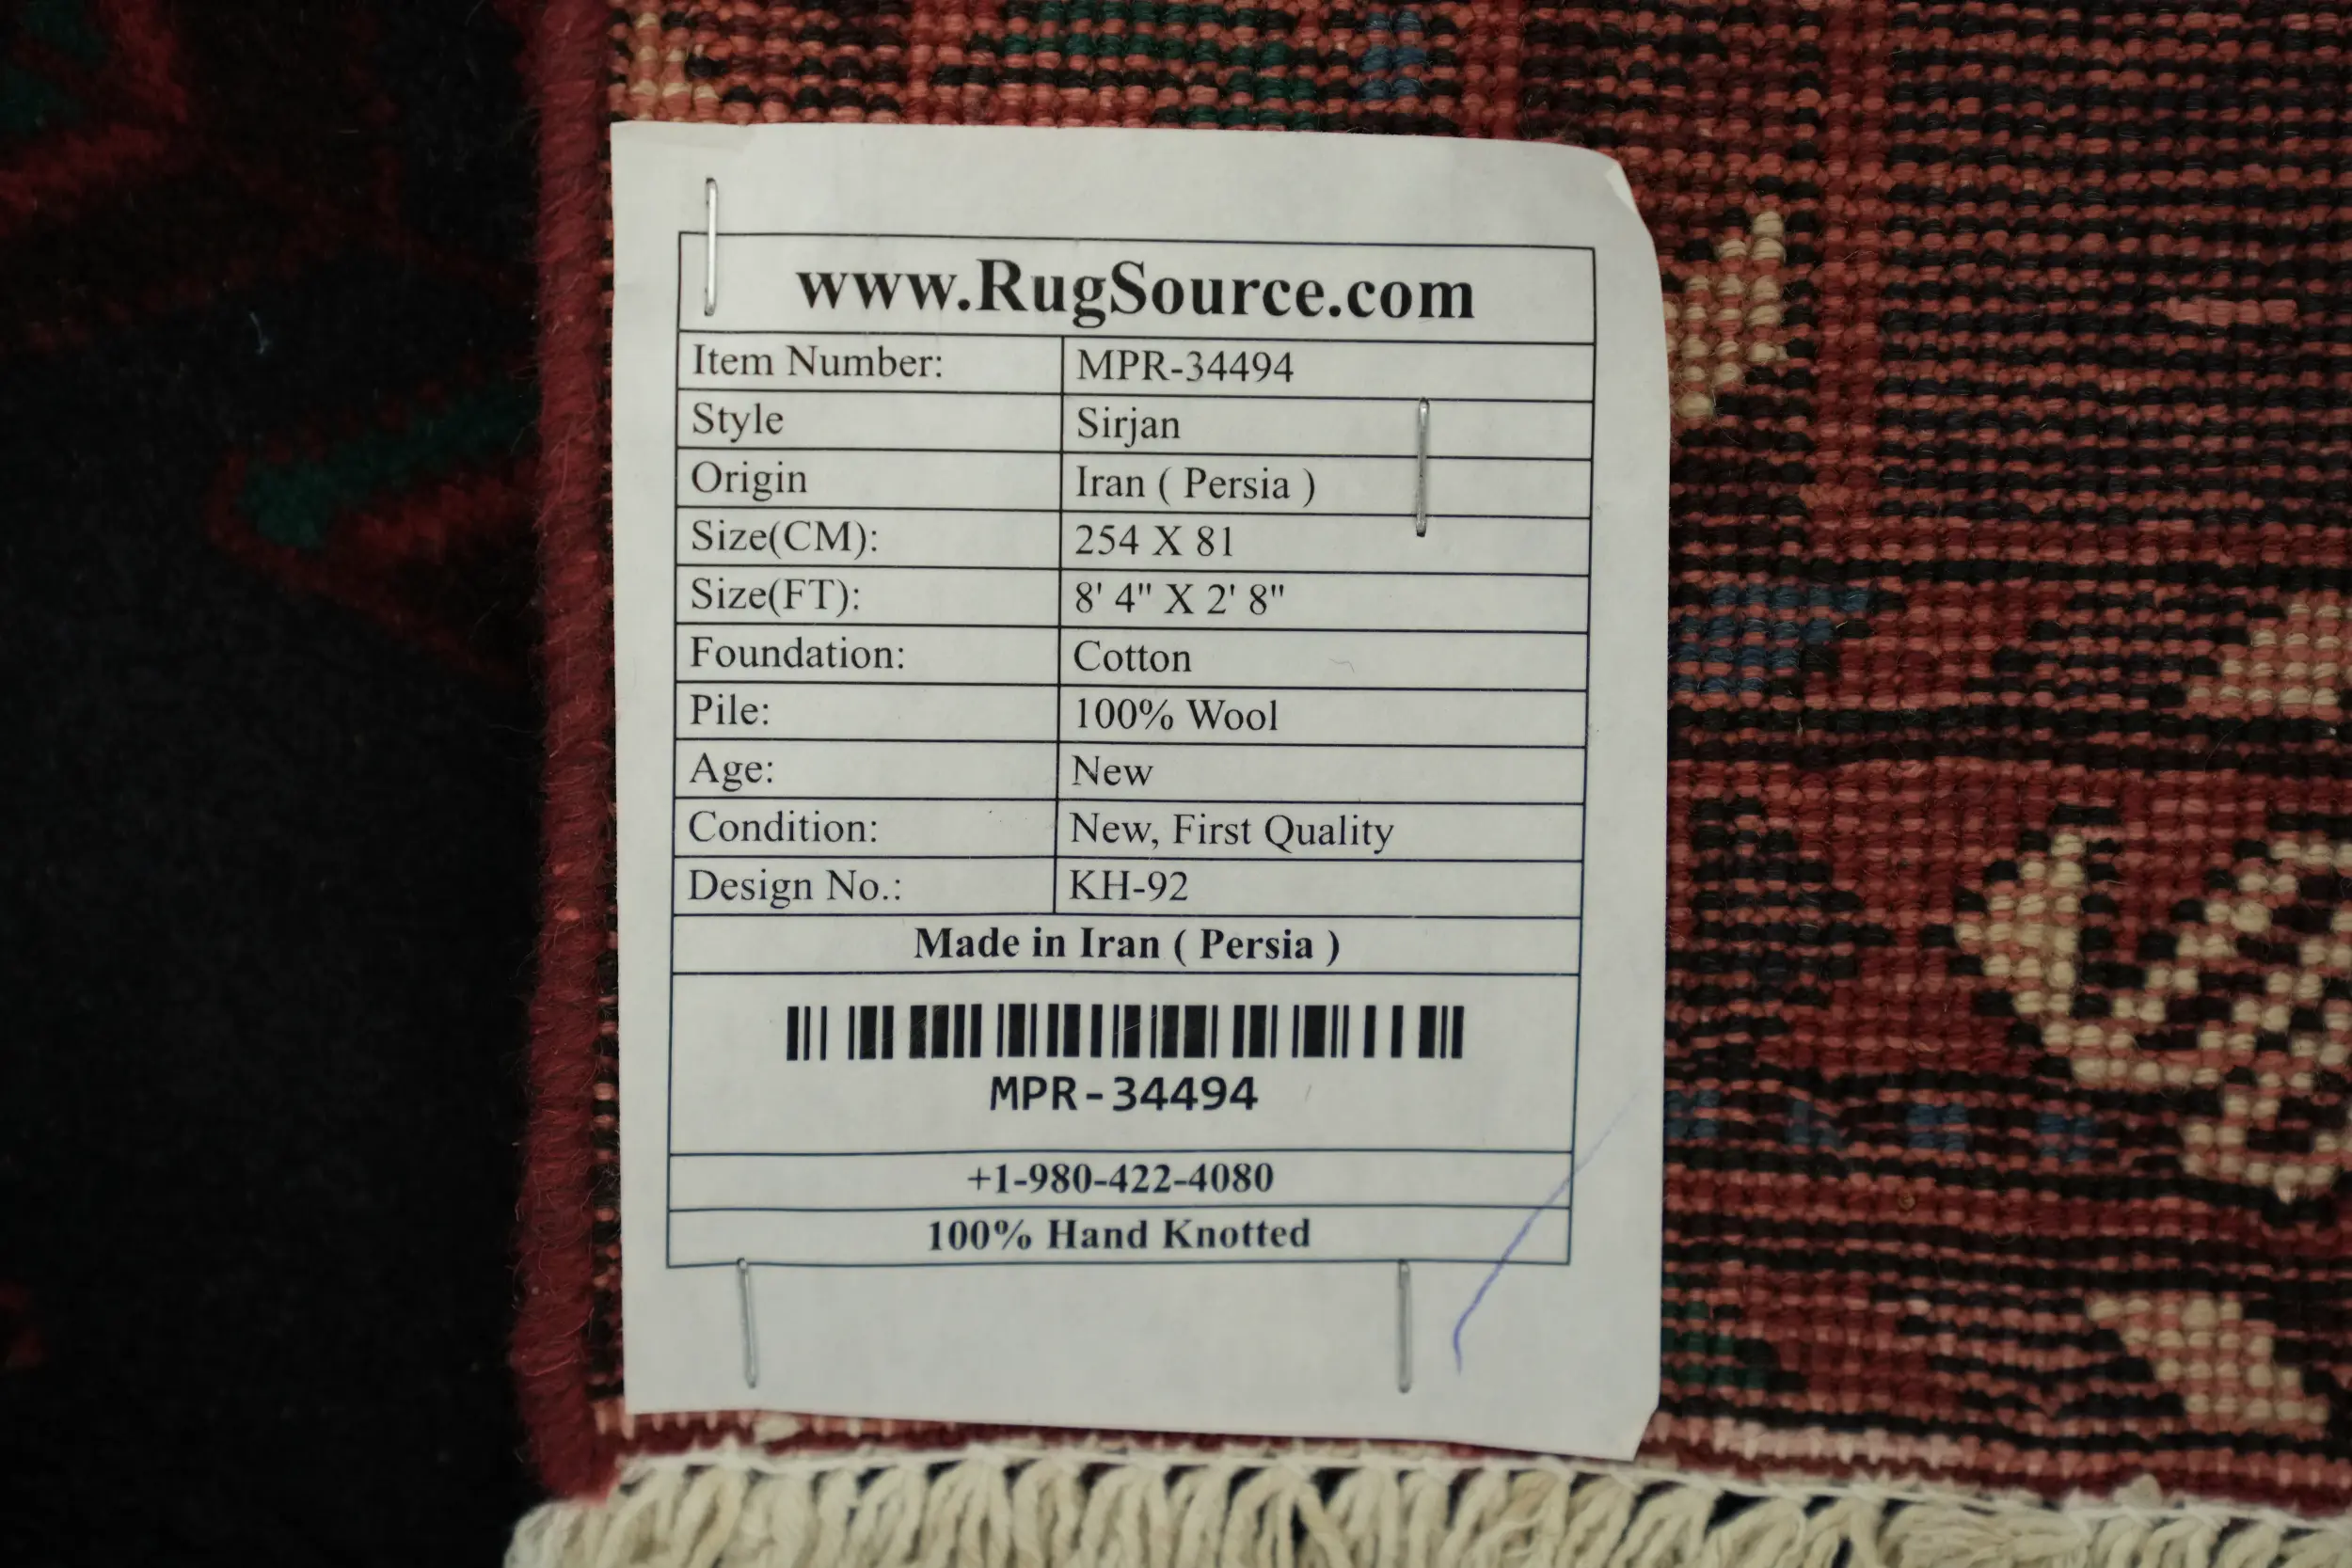 www.RugSource.com
Item Number: MPR-34494
Style Sirjan
Origin Iran ( Persia )
Size(CM): 254 X 81
Size(FT): 8' 4" X 2' 8"
Foundation: Cotton
Pile: 100% Wool
Age: New
Condition: New, First Quality
Design No.: KH-92
Made in Iran ( Persia )
MPR-34494
+1-980-422-4080
100% Hand Knotted